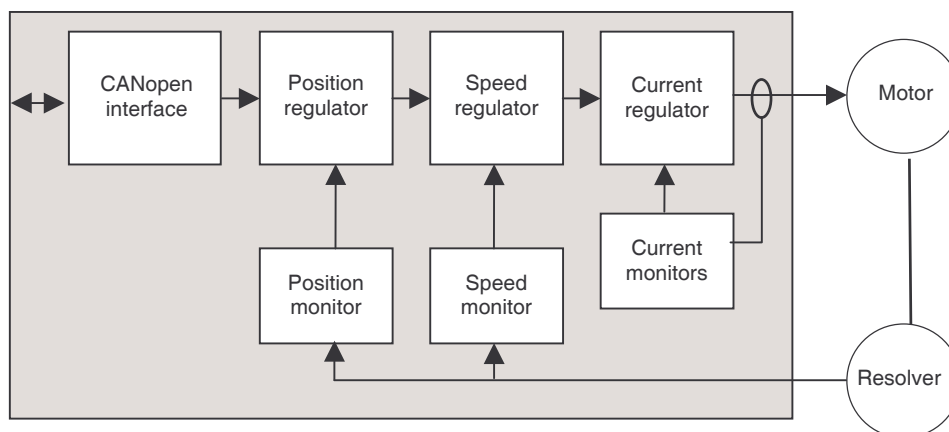 CANopen
interface
Position
regulator
Speed
regulator
Current
regulator
Motor
Position
monitor
Speed
monitor
Current
monitors
Resolver